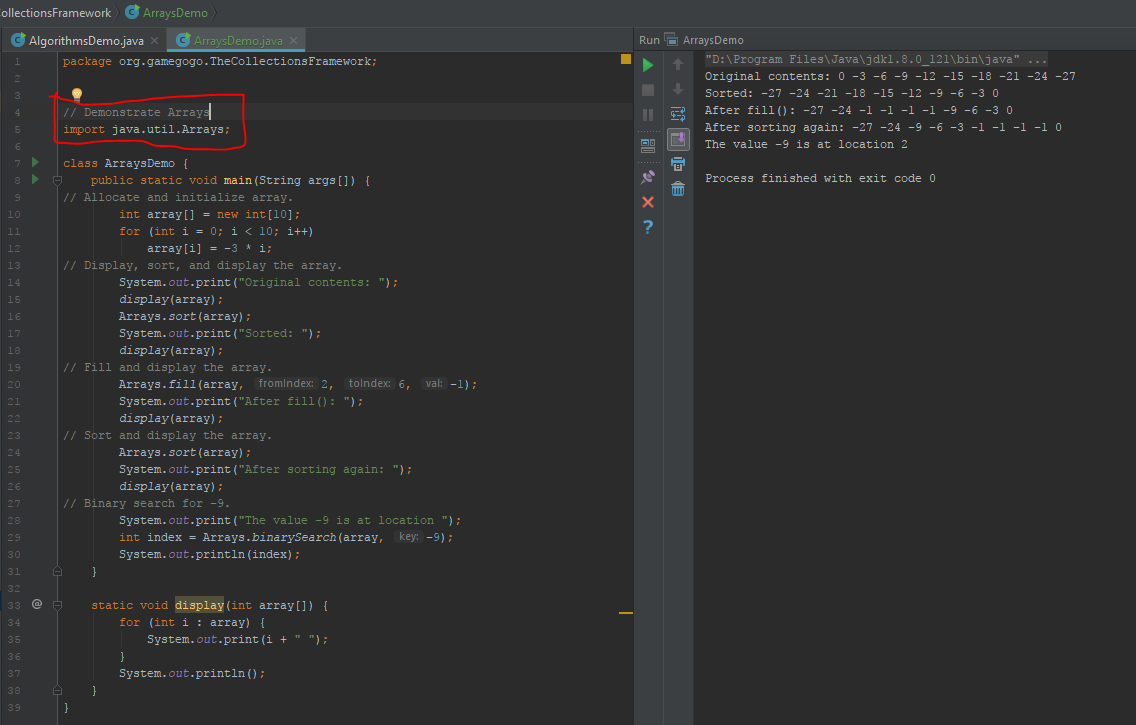 ollectionsFramework ArraysDemo
AlgorithmsDemo.java × ArraysDemo.java ×
1 package org.gamegogo.TheCollectionsFramework;
2
3
4 // Demonstrate Arrays
5 import java.util.Arrays;
6
7 class ArraysDemo {
8 public static void main(String args[]) {
9 // Allocate and initialize array.
10 int array[] = new int[10];
11 for (int i = 0; i < 10; i++)
12 array[i] = -3 * i;
13 // Display, sort, and display the array.
14 System.out.print("Original contents: ");
15 display(array);
16 Arrays.sort(array);
17 System.out.print("Sorted: ");
18 display(array);
19 // Fill and display the array.
20 Arrays.fill(array, fromIndex: 2, toIndex: 6, val: -1);
21 System.out.print("After fill(): ");
22 display(array);
23 // Sort and display the array.
24 Arrays.sort(array);
25 System.out.print("After sorting again: ");
26 display(array);
27 // Binary search for -9.
28 System.out.print("The value -9 is at location ");
29 int index = Arrays.binarySearch(array, key: -9);
30 System.out.println(index);
31 }
32
33 @ static void display(int array[]) {
34 for (int i : array) {
35 System.out.print(i + " ");
36 }
37 System.out.println();
38 }
39 }
Run ArraysDemo
"D:\Program Files\Java\jdk1.8.0_121\bin\java" ...
Original contents: 0 -3 -6 -9 -12 -15 -18 -21 -24 -27
Sorted: -27 -24 -21 -18 -15 -12 -9 -6 -3 0
After fill(): -27 -24 -1 -1 -1 -1 -9 -6 -3 0
After sorting again: -27 -24 -9 -6 -3 -1 -1 -1 -1 0
The value -9 is at location 2
Process finished with exit code 0